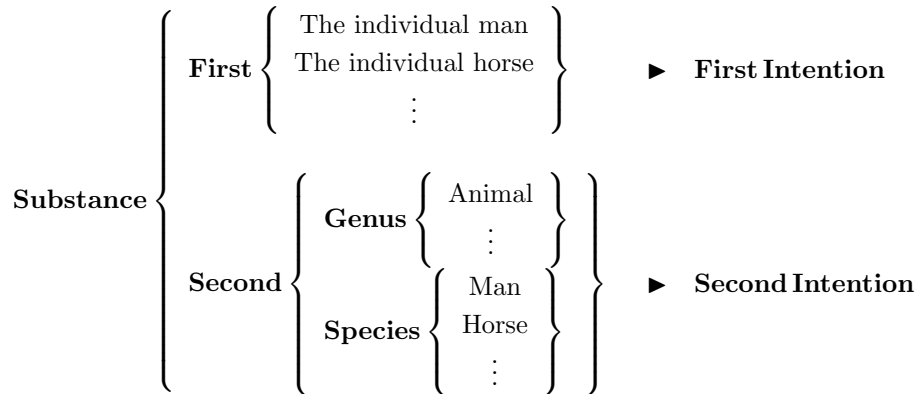 The individual man
First The individual horse ► First Intention
⋮
Substance
Animal
Genus
⋮
Second ► Second Intention
Man
Species Horse
⋮